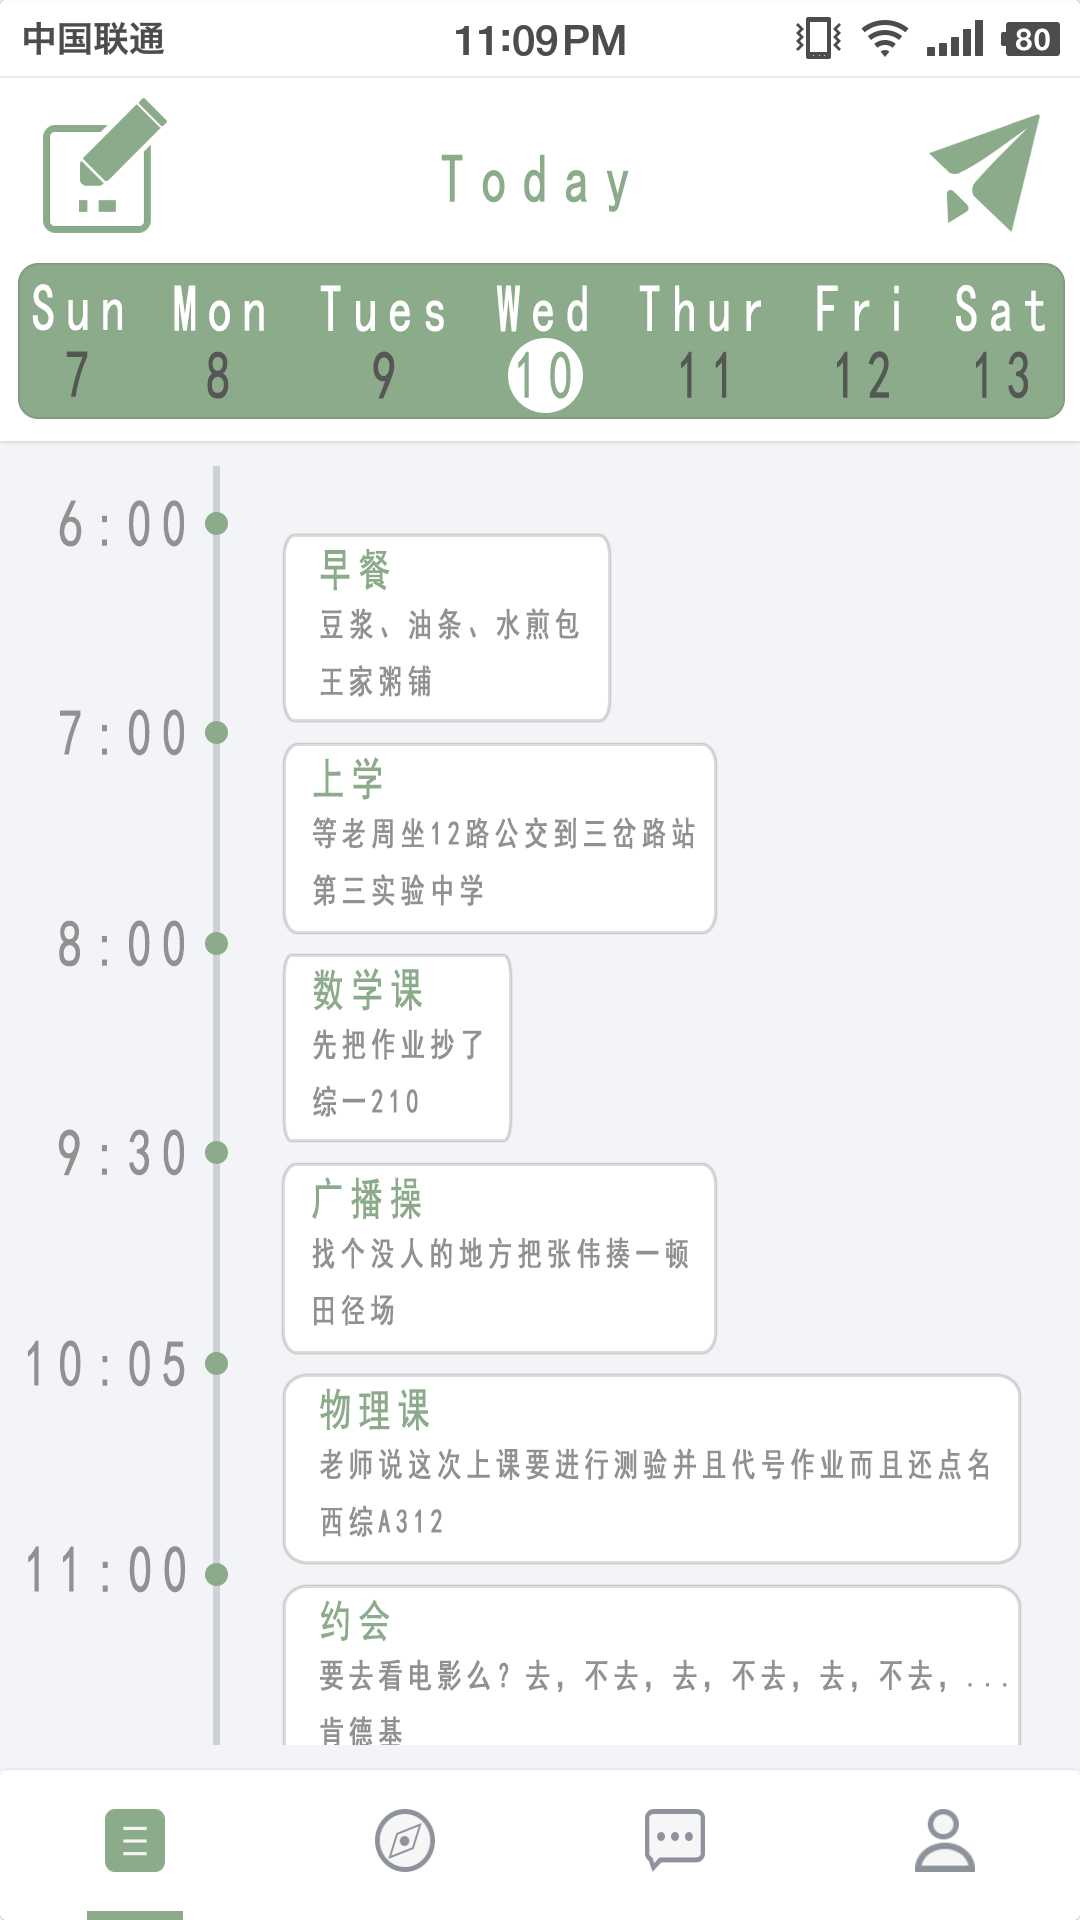 中国联通 11:09PM 80
Today
Sun Mon Tues Wed Thur Fri Sat
7 8 9 10 11 12 13
6:00
早餐
豆浆、油条、水煎包
王家粥铺
7:00
上学
等老周坐12路公交到三岔路站
第三实验中学
8:00
数学课
先把作业抄了
综一210
9:30
广播操
找个没人的地方把张伟揍一顿
田径场
10:05
物理课
老师说这次上课要进行测验并且代号作业而且还点名
西综A312
11:00
约会
要去看电影么？去，不去，去，不去，去，不去，...
肯德基